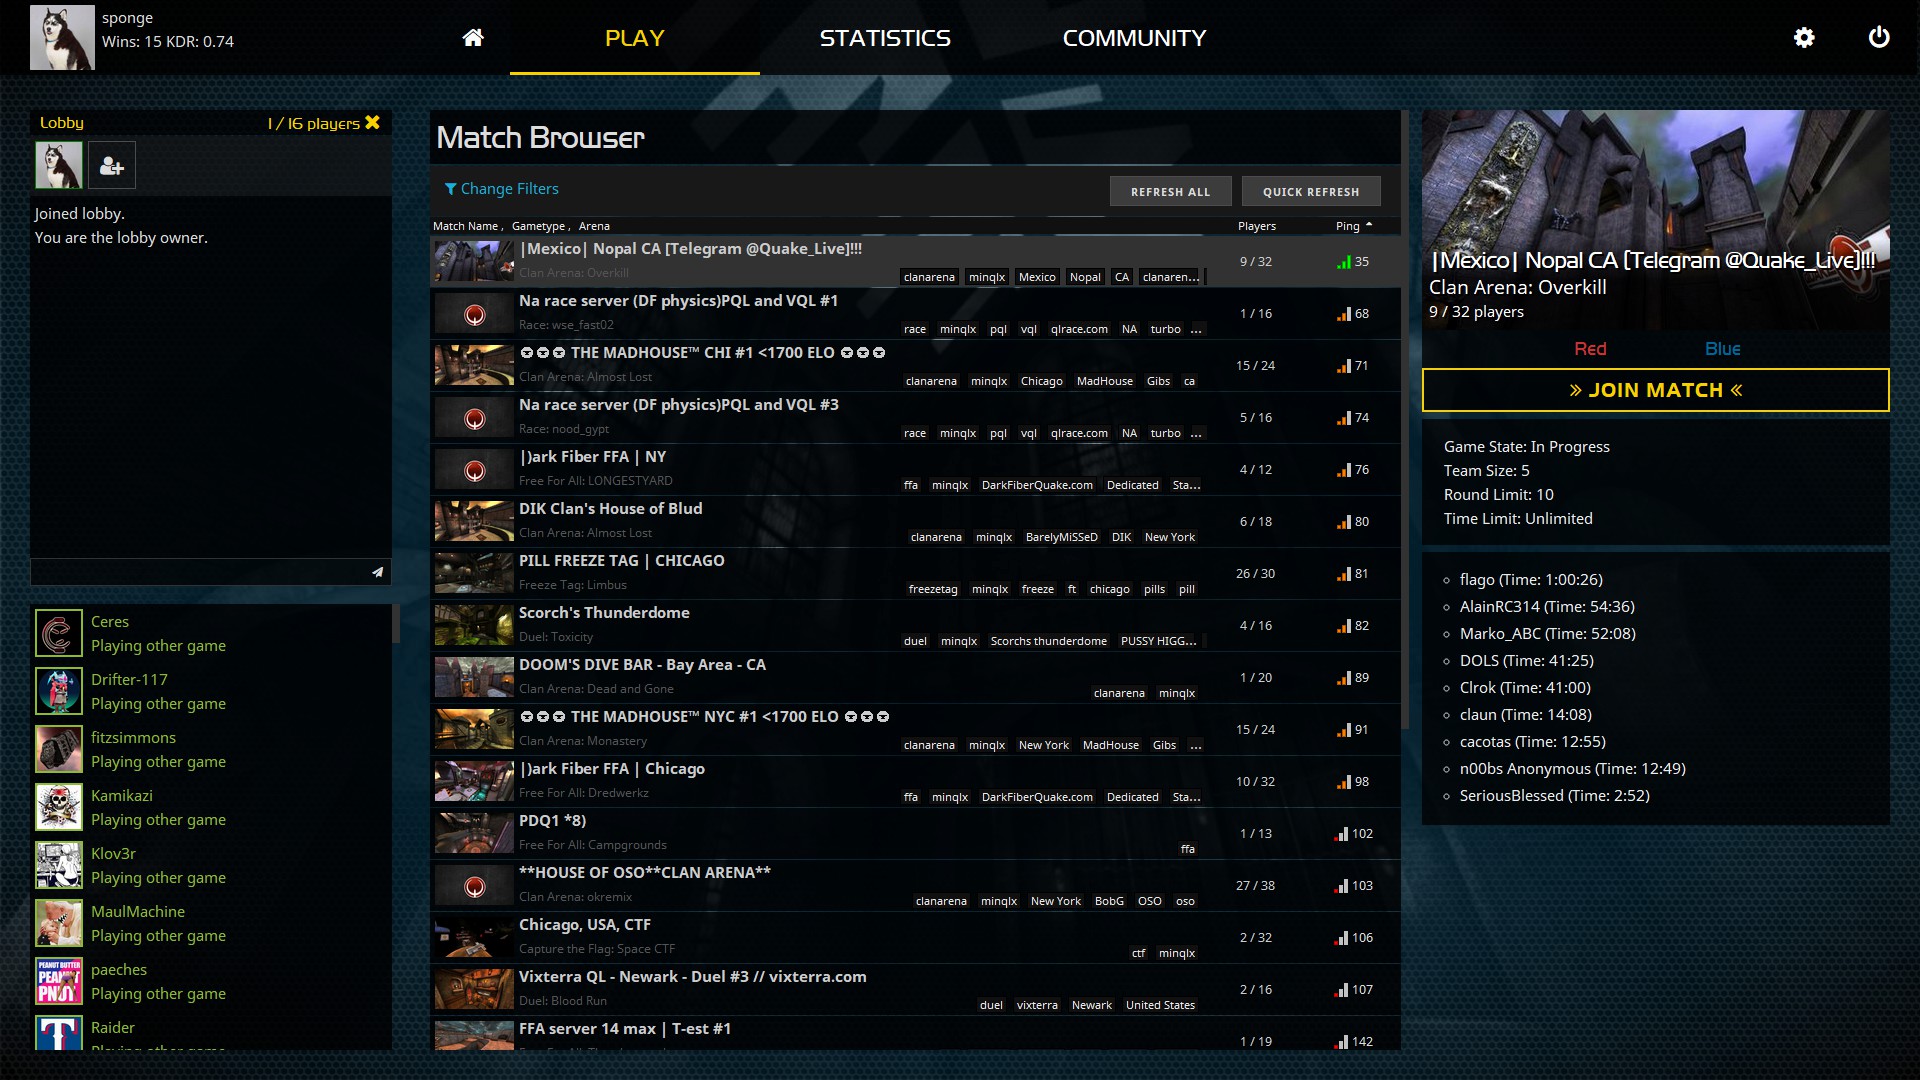 sponge
Wins: 15 KDR: 0.74
PLAY
STATISTICS
COMMUNITY
Lobby
1 / 16 players
Joined lobby.
You are the lobby owner.
Ceres
Playing other game
Drifter-117
Playing other game
fitzsimmons
Playing other game
Kamikazi
Playing other game
Klov3r
Playing other game
MaulMachine
Playing other game
paeches
Playing other game
PEANUT BUTTER
Raider
Playing other game
Match Browser
Change Filters
REFRESH ALL
QUICK REFRESH
Match Name , Gametype , Arena Players Ping
|Mexico| Nopal CA [Telegram @Quake_Live]!!!
Clan Arena: Overkill
clanarena minqlx Mexico Nopal CA clanaren...
9 / 32
35
Na race server (DF physics)PQL and VQL #1
Race: wse_fast02
race minqlx pql vql qlrace.com NA turbo ...
1 / 16
68
✪✪✪ THE MADHOUSE™ CHI #1 <1700 ELO ✪✪✪
Clan Arena: Almost Lost
clanarena minqlx Chicago MadHouse Gibs ca
15 / 24
71
Na race server (DF physics)PQL and VQL #3
Race: nood_gypt
race minqlx pql vql qlrace.com NA turbo ...
5 / 16
74
|)ark Fiber FFA | NY
Free For All: LONGESTYARD
ffa minqlx DarkFiberQuake.com Dedicated Sta...
4 / 12
76
DIK Clan's House of Blud
Clan Arena: Almost Lost
clanarena minqlx BarelyMiSSeD DIK New York
6 / 18
80
PILL FREEZE TAG | CHICAGO
Freeze Tag: Limbus
freezetag minqlx freeze ft chicago pills pill
26 / 30
81
Scorch's Thunderdome
Duel: Toxicity
duel minqlx Scorchs thunderdome PUSSY HIGG...
4 / 16
82
DOOM'S DIVE BAR - Bay Area - CA
Clan Arena: Dead and Gone
clanarena minqlx
1 / 20
89
✪✪✪ THE MADHOUSE™ NYC #1 <1700 ELO ✪✪✪
Clan Arena: Monastery
clanarena minqlx New York MadHouse Gibs ...
15 / 24
91
|)ark Fiber FFA | Chicago
Free For All: Dredwerkz
ffa minqlx DarkFiberQuake.com Dedicated Sta...
10 / 32
98
PDQ1 *8)
Free For All: Campgrounds
ffa
1 / 13
102
**HOUSE OF OSO**CLAN ARENA**
Clan Arena: okremix
clanarena minqlx New York BobG OSO oso
27 / 38
103
Chicago, USA, CTF
Capture the Flag: Space CTF
ctf minqlx
2 / 32
106
Vixterra QL - Newark - Duel #3 // vixterra.com
Duel: Blood Run
duel vixterra Newark United States
2 / 16
107
FFA server 14 max | T-est #1
1 / 19
142
|Mexico| Nopal CA [Telegram @Quake_Live]!!!
Clan Arena: Overkill
9 / 32 players
Red
Blue
» JOIN MATCH «
Game State: In Progress
Team Size: 5
Round Limit: 10
Time Limit: Unlimited
flago (Time: 1:00:26)
AlainRC314 (Time: 54:36)
Marko_ABC (Time: 52:08)
DOLS (Time: 41:25)
Clrok (Time: 41:00)
claun (Time: 14:08)
cacotas (Time: 12:55)
n00bs Anonymous (Time: 12:49)
SeriousBlessed (Time: 2:52)